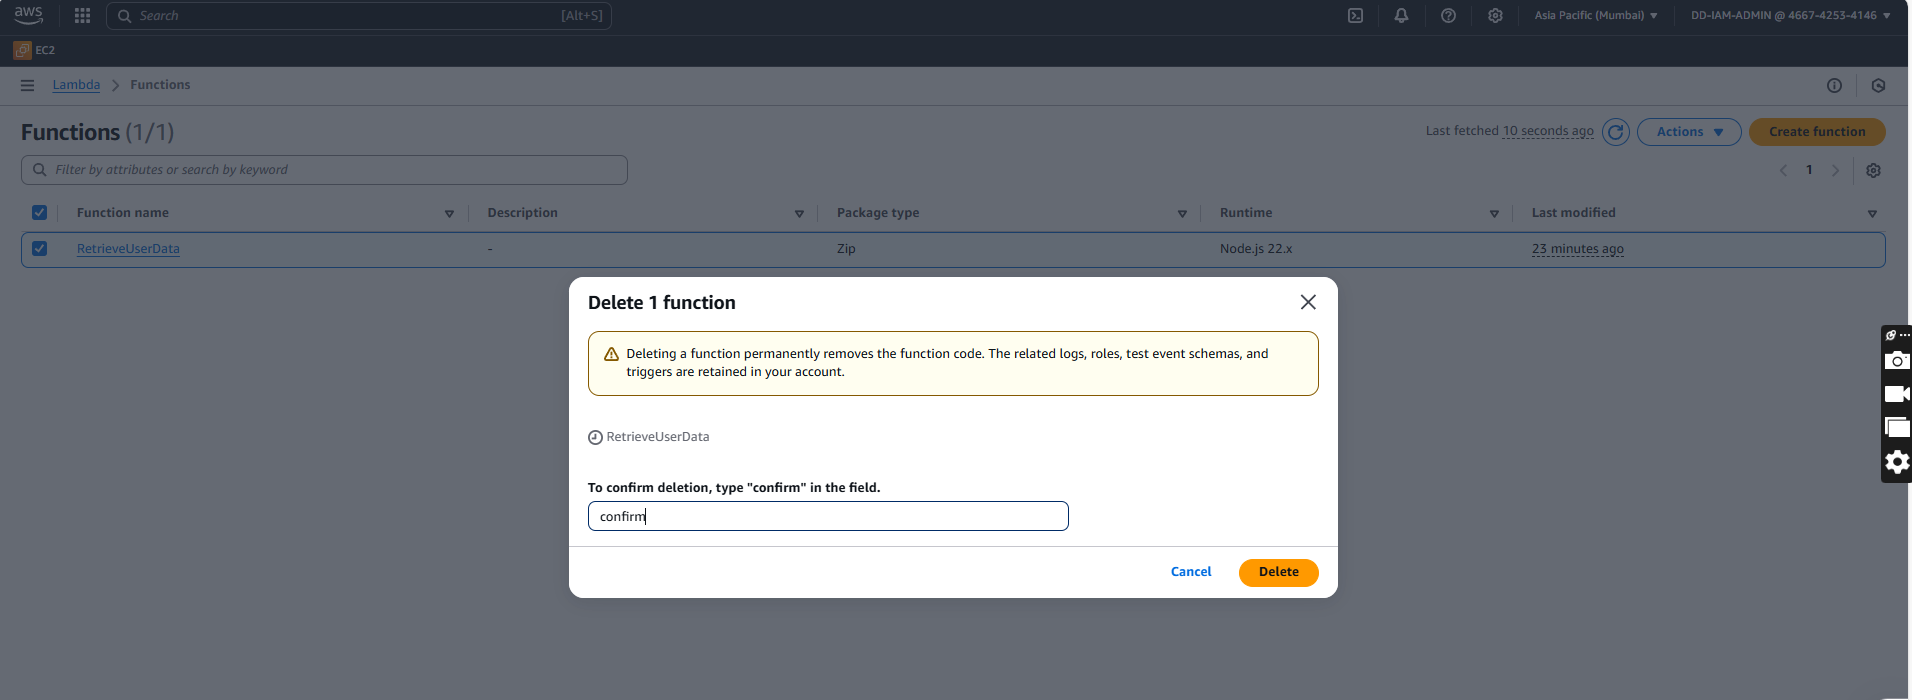 aws
Search [Alt+S]
Asia Pacific (Mumbai) ▼
DD-IAM-ADMIN @ 4667-4253-4146 ▼
EC2
Lambda > Functions
Functions (1/1)
Last fetched 10 seconds ago
Actions ▼
Create function
Filter by attributes or search by keyword
1
Function name Description Package type Runtime Last modified
RetrieveUserData - Zip Node.js 22.x 23 minutes ago
Delete 1 function
Deleting a function permanently removes the function code. The related logs, roles, test event schemas, and
triggers are retained in your account.
RetrieveUserData
To confirm deletion, type "confirm" in the field.
confirm
Cancel Delete